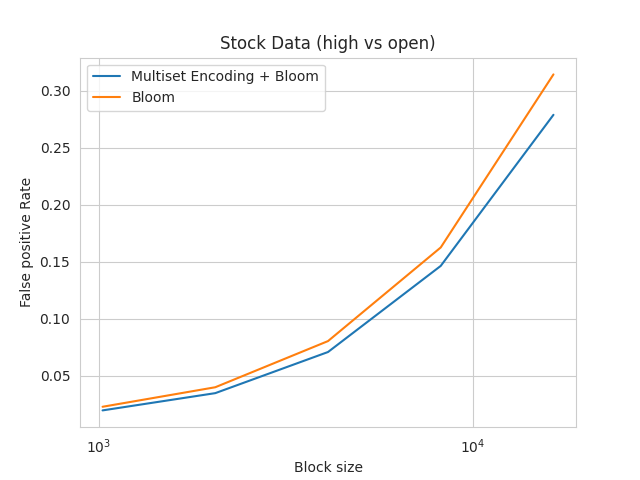 Stock Data (high vs open)
Multiset Encoding + Bloom
Bloom
False positive Rate
0.30
0.25
0.20
0.15
0.10
0.05
10³
10⁴
Block size